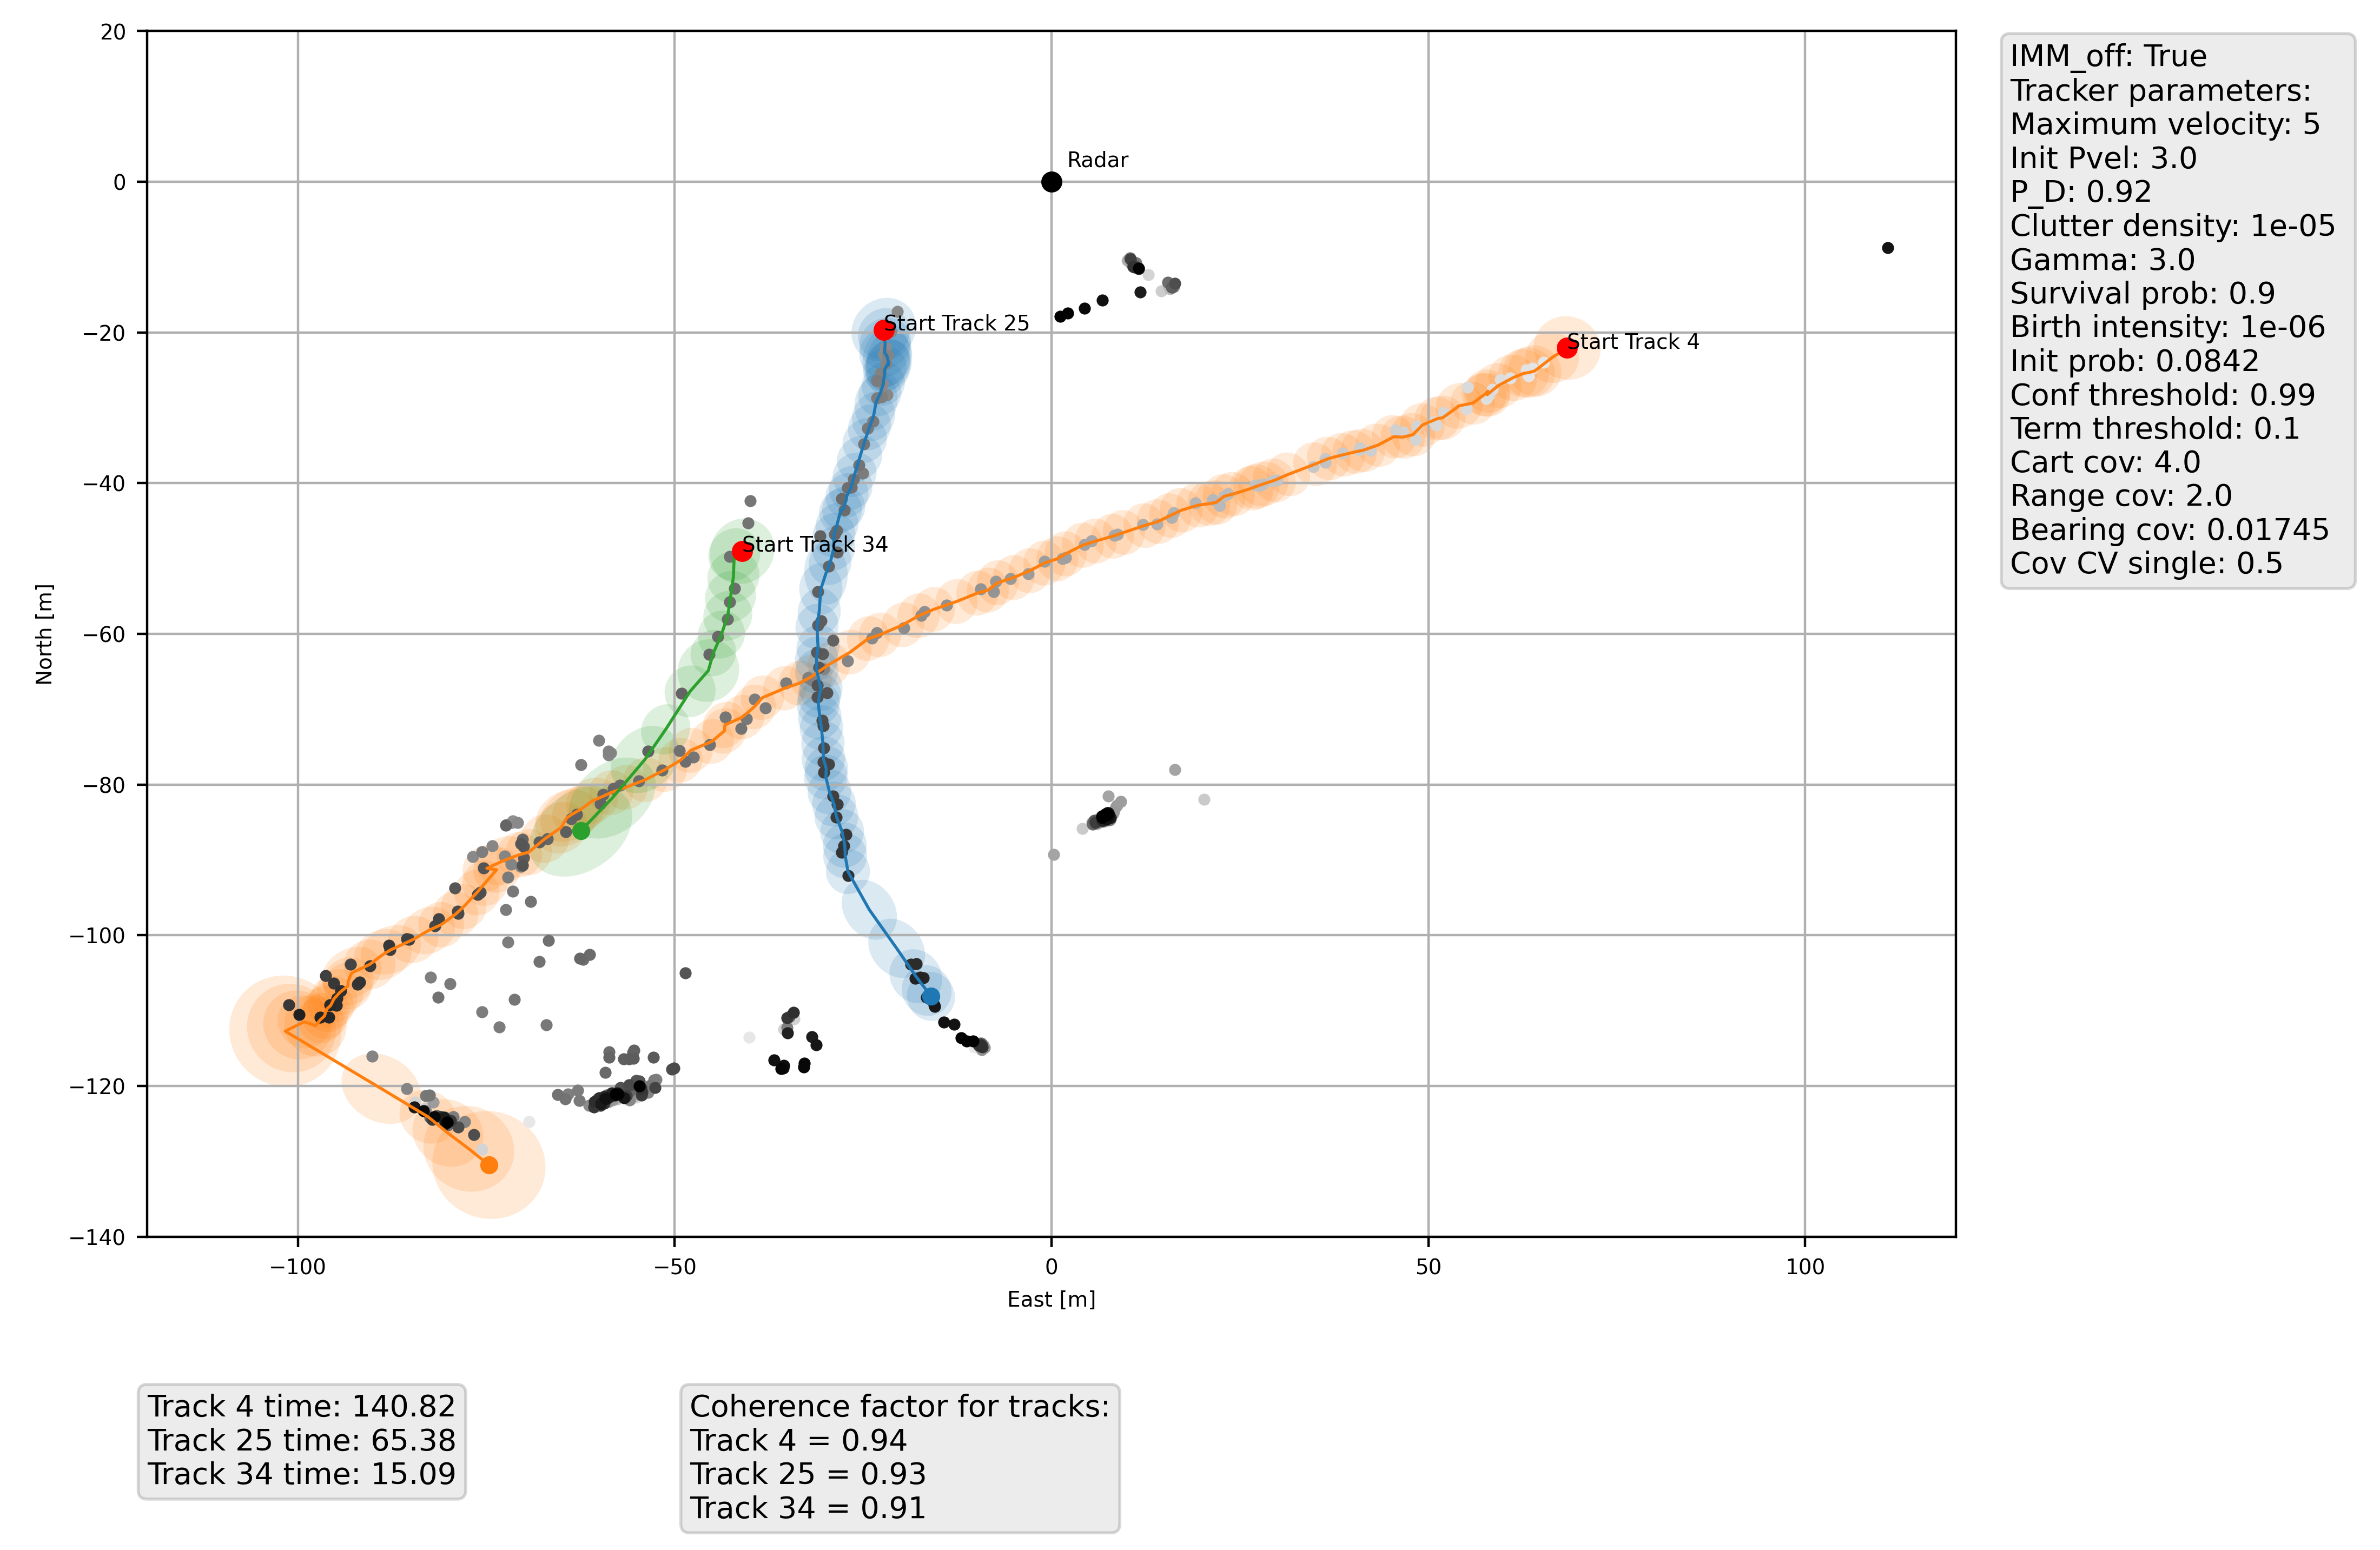 20
0
−20
−40
−60
−80
−100
−120
−140
−100
−50
0
50
100
North [m]
East [m]
Radar
Start Track 25
Start Track 4
Start Track 34
IMM_off: True
Tracker parameters:
Maximum velocity: 5
Init Pvel: 3.0
P_D: 0.92
Clutter density: 1e-05
Gamma: 3.0
Survival prob: 0.9
Birth intensity: 1e-06
Init prob: 0.0842
Conf threshold: 0.99
Term threshold: 0.1
Cart cov: 4.0
Range cov: 2.0
Bearing cov: 0.01745
Cov CV single: 0.5
Track 4 time: 140.82
Track 25 time: 65.38
Track 34 time: 15.09
Coherence factor for tracks:
Track 4 = 0.94
Track 25 = 0.93
Track 34 = 0.91